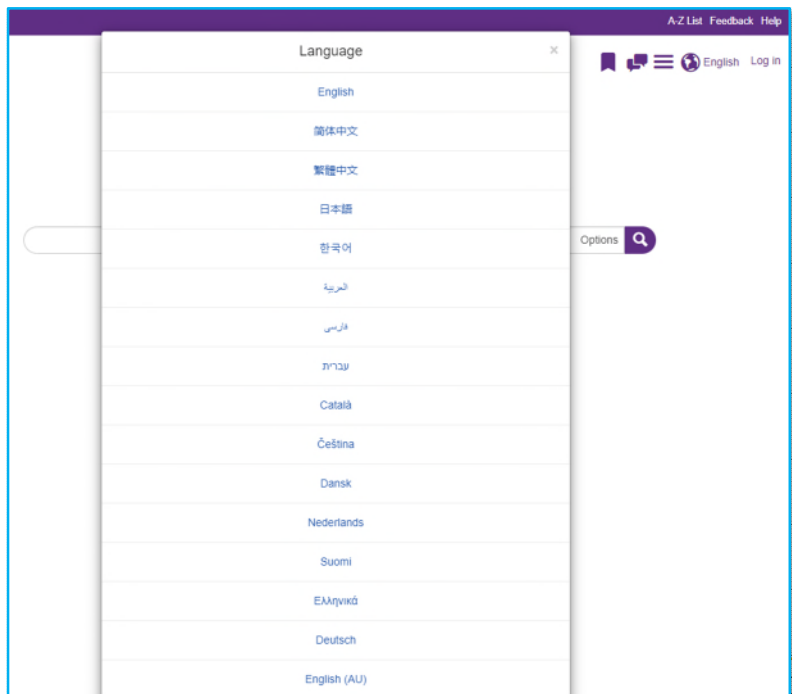 A-Z List Feedback Help
Language ×
English Log in
English
简体中文
繁體中文
日本語
한국어
العربية
فارسی
עברית
Català
Čeština
Dansk
Nederlands
Suomi
Ελληνικά
Deutsch
English (AU)
Options